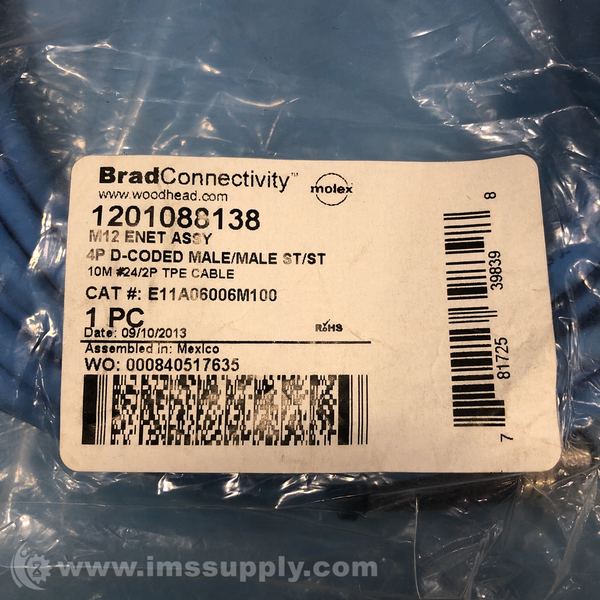 BradConnectivity™
www.woodhead.com
molex
1201088138
M12 ENET ASSY
4P D-CODED MALE/MALE ST/ST
10M #24/2P TPE CABLE
CAT #: E11A06006M100
1 PC
Date: 09/10/2013
RoHS
Assembled in: Mexico
WO: 000840517635
7 81725 39839 8
www.imssupply.com